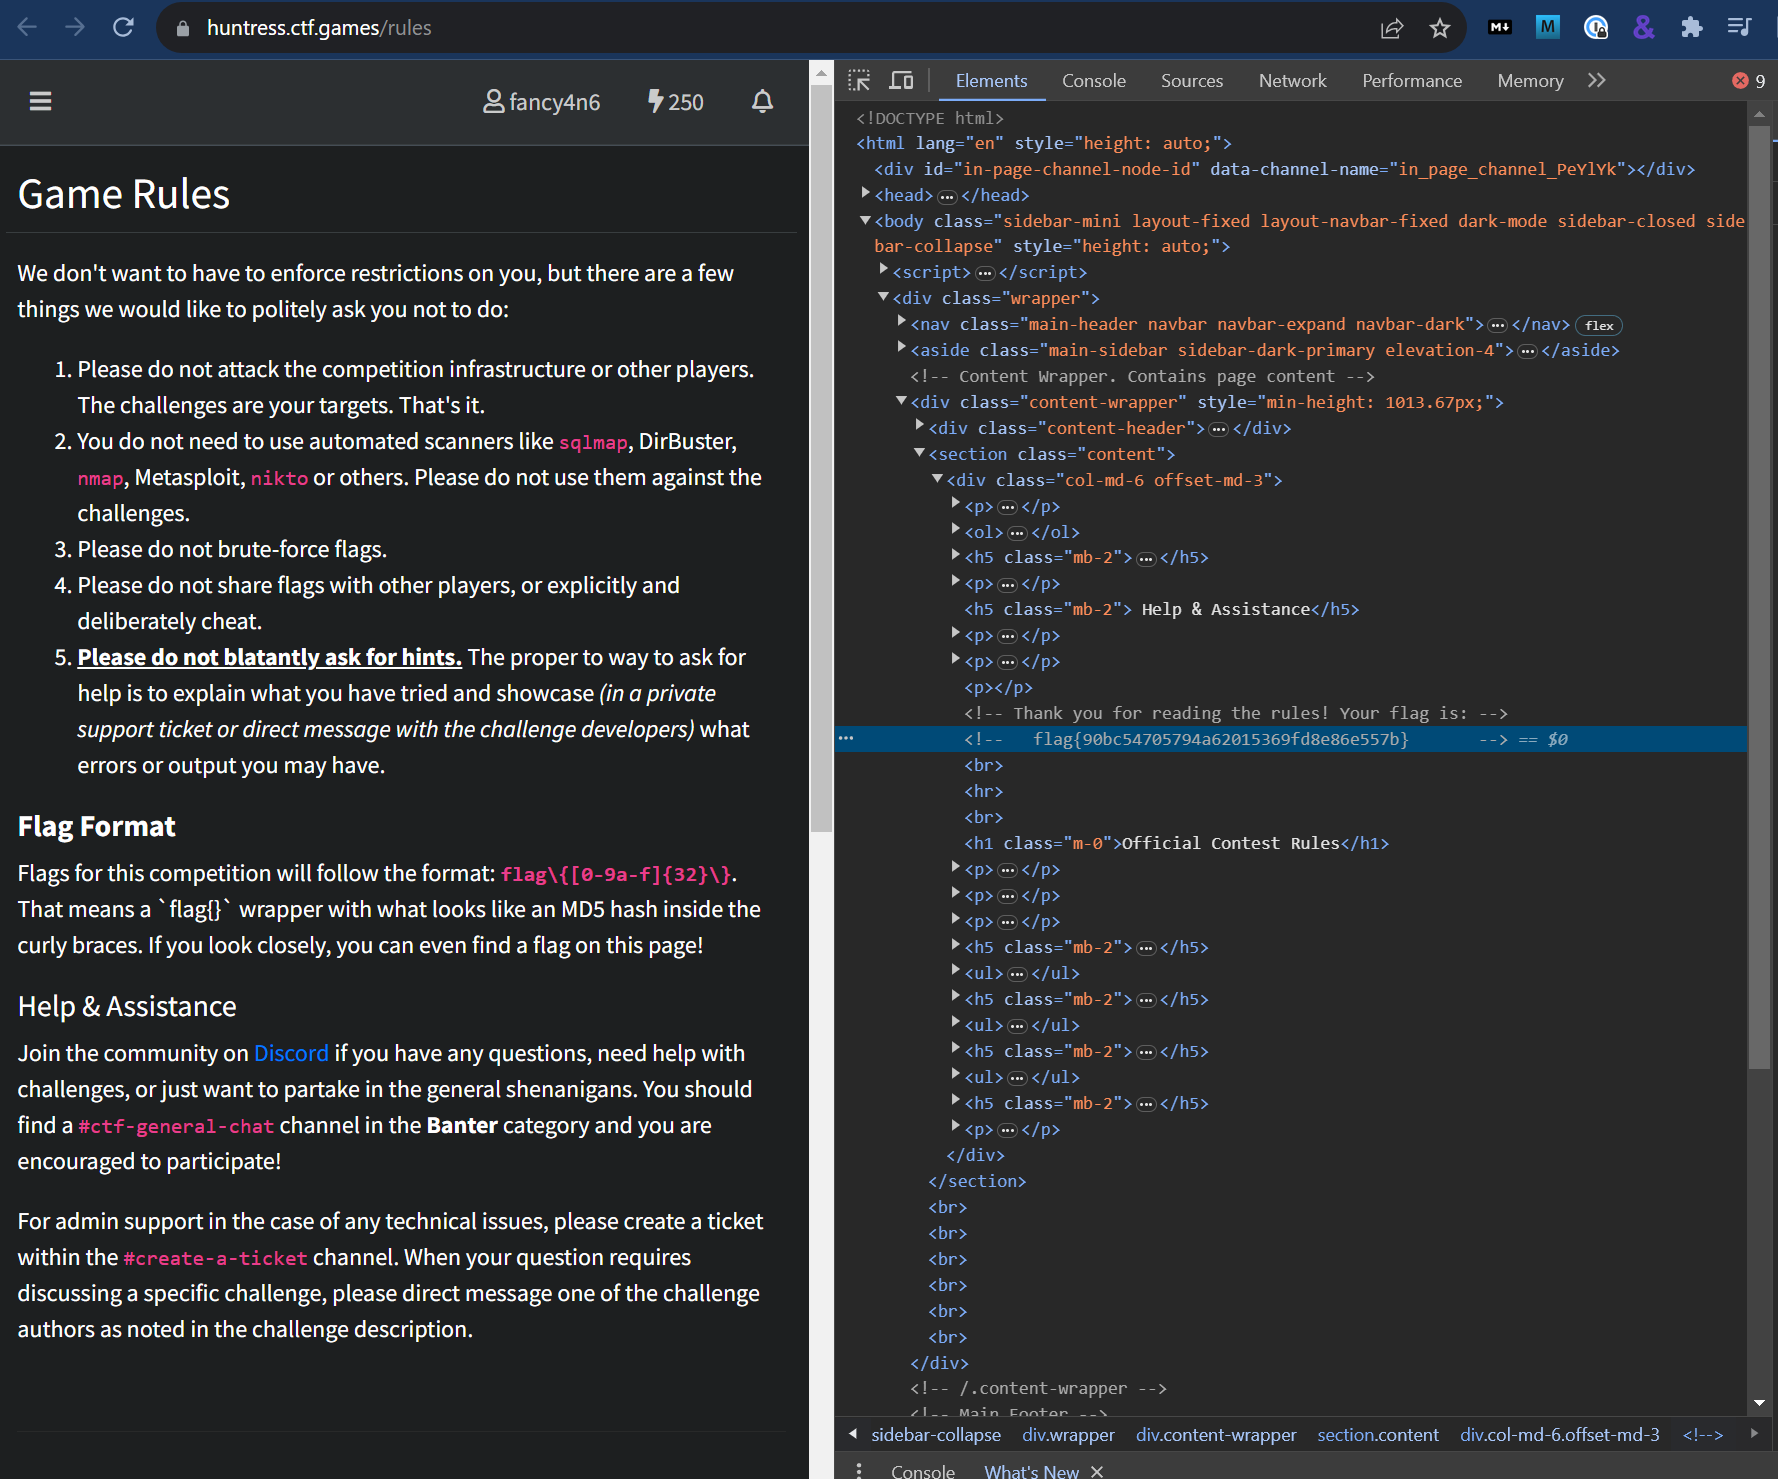 huntress.ctf.games/rules
fancy4n6
250
Game Rules
We don't want to have to enforce restrictions on you, but there are a few
things we would like to politely ask you not to do:
1. Please do not attack the competition infrastructure or other players.
The challenges are your targets. That's it.
2. You do not need to use automated scanners like sqlmap, DirBuster,
nmap, Metasploit, nikto or others. Please do not use them against the
challenges.
3. Please do not brute-force flags.
4. Please do not share flags with other players, or explicitly and
deliberately cheat.
5. Please do not blatantly ask for hints. The proper to way to ask for
help is to explain what you have tried and showcase (in a private
support ticket or direct message with the challenge developers) what
errors or output you may have.
Flag Format
Flags for this competition will follow the format: flag\{[0-9a-f]{32}\}.
That means a `flag{}` wrapper with what looks like an MD5 hash inside the
curly braces. If you look closely, you can even find a flag on this page!
Help & Assistance
Join the community on Discord if you have any questions, need help with
challenges, or just want to partake in the general shenanigans. You should
find a #ctf-general-chat channel in the Banter category and you are
encouraged to participate!
For admin support in the case of any technical issues, please create a ticket
within the #create-a-ticket channel. When your question requires
discussing a specific challenge, please direct message one of the challenge
authors as noted in the challenge description.
Elements Console Sources Network Performance Memory 9
<!DOCTYPE html>
<html lang="en" style="height: auto;">
<div id="in-page-channel-node-id" data-channel-name="in_page_channel_PeYlYk"></div>
<head>…</head>
<body class="sidebar-mini layout-fixed layout-navbar-fixed dark-mode sidebar-closed side
bar-collapse" style="height: auto;">
<script>…</script>
<div class="wrapper">
<nav class="main-header navbar navbar-expand navbar-dark">…</nav> flex
<aside class="main-sidebar sidebar-dark-primary elevation-4">…</aside>
<!-- Content Wrapper. Contains page content -->
<div class="content-wrapper" style="min-height: 1013.67px;">
<div class="content-header">…</div>
<section class="content">
<div class="col-md-6 offset-md-3">
<p>…</p>
<ol>…</ol>
<h5 class="mb-2">…</h5>
<p>…</p>
<h5 class="mb-2"> Help & Assistance</h5>
<p>…</p>
<p>…</p>
<p></p>
<!-- Thank you for reading the rules! Your flag is: -->
<!-- flag{90bc54705794a62015369fd8e86e557b} --> == $0
<br>
<hr>
<br>
<h1 class="m-0">Official Contest Rules</h1>
<p>…</p>
<p>…</p>
<p>…</p>
<h5 class="mb-2">…</h5>
<ul>…</ul>
<h5 class="mb-2">…</h5>
<ul>…</ul>
<h5 class="mb-2">…</h5>
<ul>…</ul>
<h5 class="mb-2">…</h5>
<p>…</p>
</div>
</section>
<br>
<br>
<br>
<br>
<br>
<br>
</div>
<!-- /.content-wrapper -->
<!-- Main Footer -->
sidebar-collapse div.wrapper div.content-wrapper section.content div.col-md-6.offset-md-3 <!-->
Console What's New